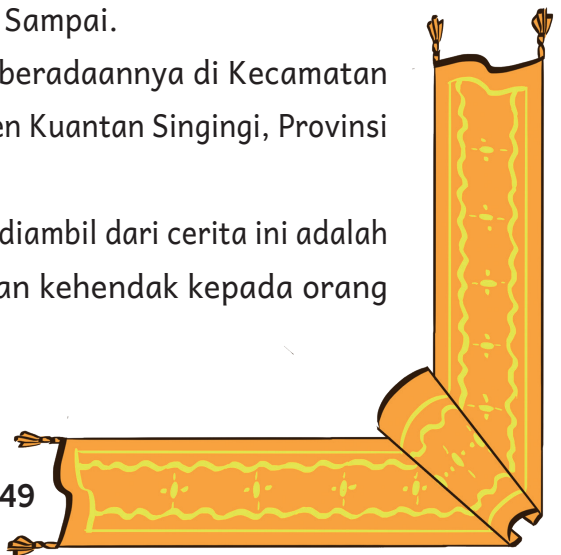 Sampai.
beradaannya di Kecamatan
en Kuantan Singingi, Provinsi
diambil dari cerita ini adalah
an kehendak kepada orang
49